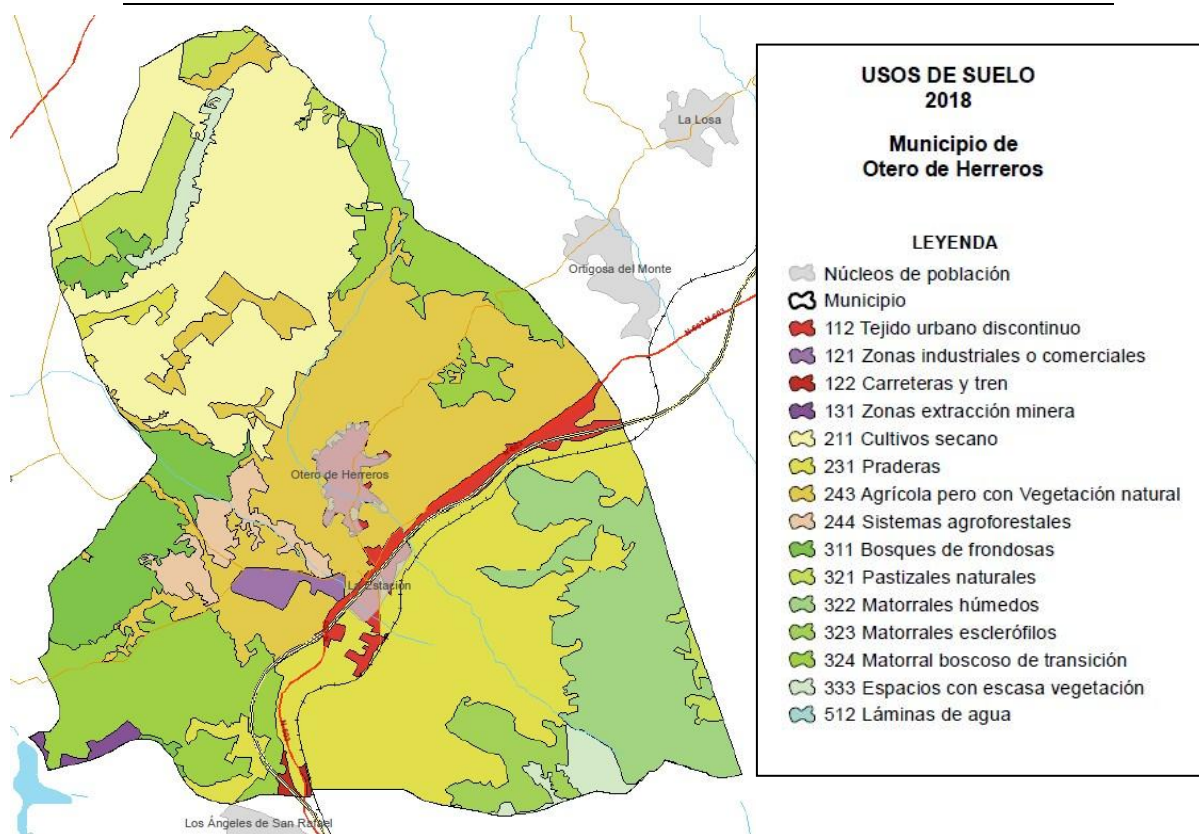 La Losa
Ortigosa del Monte
Otero de Herreros
La Estación
Los Ángeles de San Rafael
USOS DE SUELO
2018
Municipio de
Otero de Herreros
LEYENDA
Núcleos de población
Municipio
112 Tejido urbano discontinuo
121 Zonas industriales o comerciales
122 Carreteras y tren
131 Zonas extracción minera
211 Cultivos secano
231 Praderas
243 Agrícola pero con Vegetación natural
244 Sistemas agroforestales
311 Bosques de frondosas
321 Pastizales naturales
322 Matorrales húmedos
323 Matorrales esclerófilos
324 Matorral boscoso de transición
333 Espacios con escasa vegetación
512 Láminas de agua